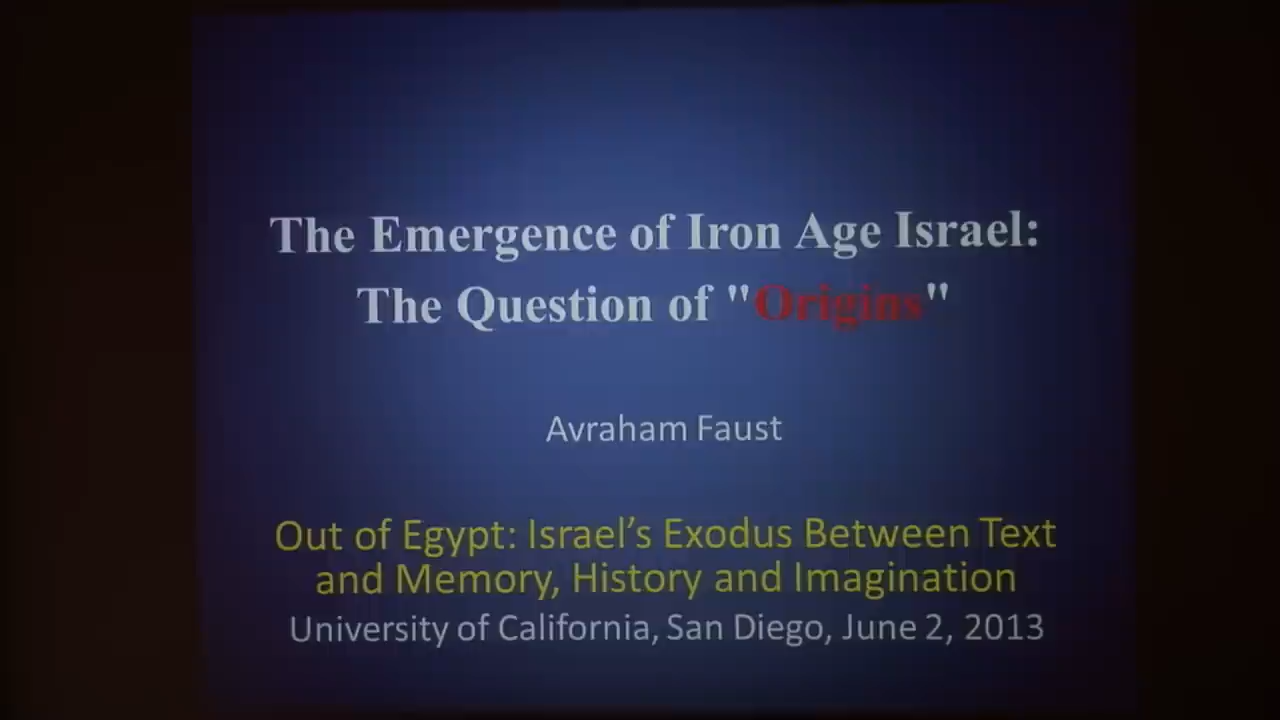 The Emergence of Iron Age Israel:
The Question of "Origins"
Avraham Faust
Out of Egypt: Israel’s Exodus Between Text
and Memory, History and Imagination
University of California, San Diego, June 2, 2013